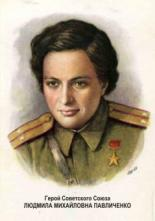 Герой Советского Союза
ЛЮДМИЛА МИХАЙЛОВНА ПАВЛИЧЕНКО